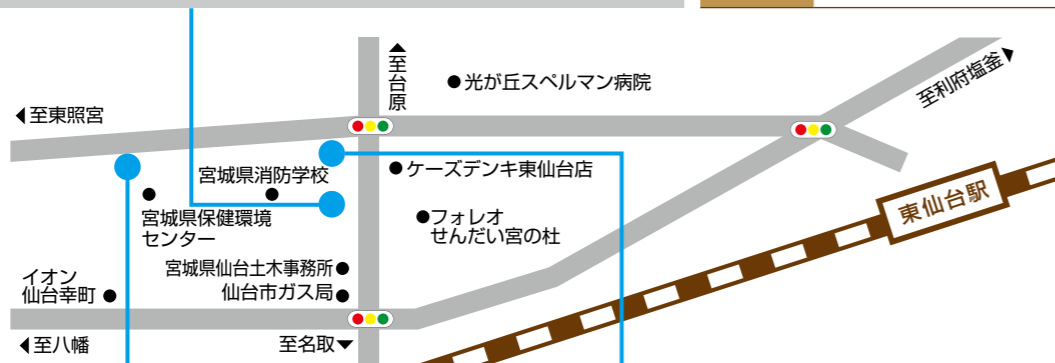 至台原
光が丘スペルマン病院
至利府塩釜
至東照宮
ケーズデンキ東仙台店
宮城県消防学校
東仙台駅
宮城県保健環境
センター
フォレオ
せんだい宮の杜
宮城県仙台土木事務所
イオン
仙台幸町
仙台市ガス局
至八幡
至名取